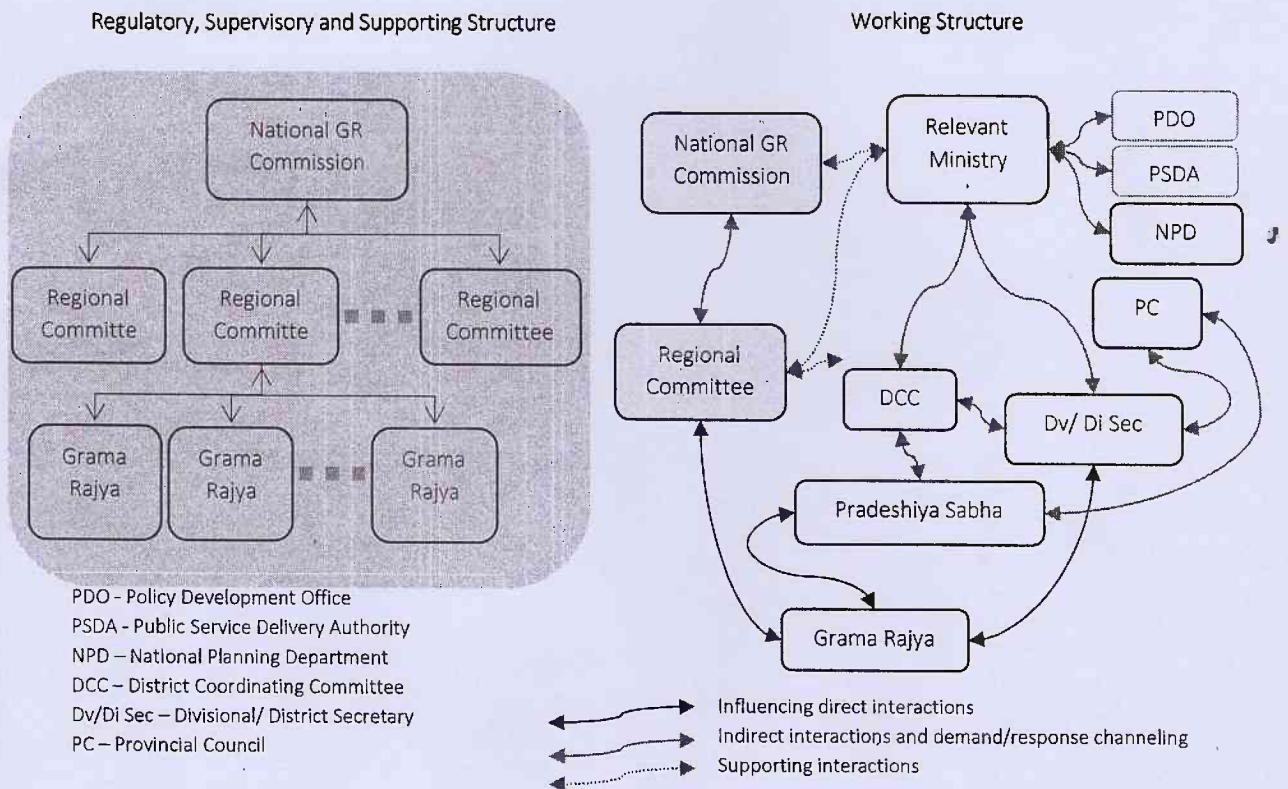 Regulatory, Supervisory and Supporting Structure
National GR
Commission
Regional
Committe
Regional
Committe
Regional
Committee
Grama
Rajya
Grama
Rajya
Grama
Rajya
PDO - Policy Development Office
PSDA - Public Service Delivery Authority
NPD – National Planning Department
DCC – District Coordinating Committee
Dv/Di Sec – Divisional/ District Secretary
PC – Provincial Council
Working Structure
National GR
Commission
Relevant
Ministry
PDO
PSDA
NPD
PC
Regional
Committee
DCC
Dv/ Di Sec
Pradeshiya Sabha
Grama Rajya
Influencing direct interactions
Indirect interactions and demand/response channeling
Supporting interactions